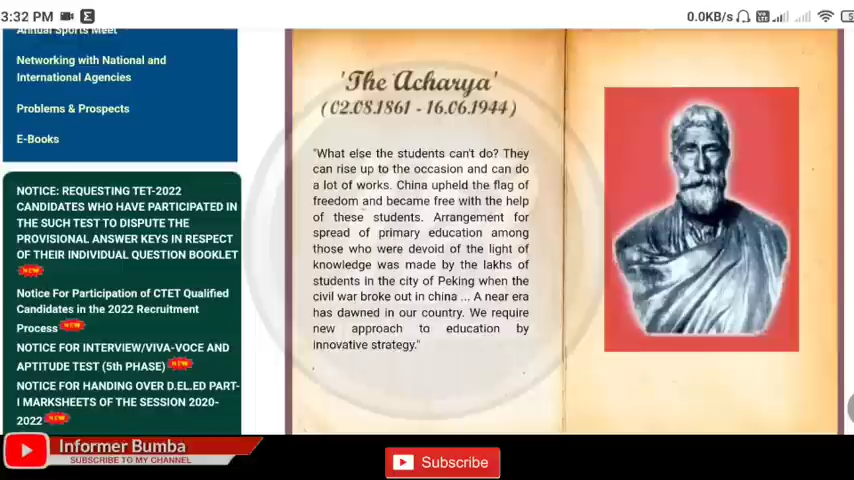 3:32 PM
0.0KB/s
Annual Sports Meet
Networking with National and
International Agencies
Problems & Prospects
E-Books
NOTICE: REQUESTING TET-2022
CANDIDATES WHO HAVE PARTICIPATED IN
THE SUCH TEST TO DISPUTE THE
PROVISIONAL ANSWER KEYS IN RESPECT
OF THEIR INDIVIDUAL QUESTION BOOKLET
NEW
Notice For Participation of CTET Qualified
Candidates in the 2022 Recruitment
Process NEW
NOTICE FOR INTERVIEW/VIVA-VOCE AND
APTITUDE TEST (5th PHASE) NEW
NOTICE FOR HANDING OVER D.EL.ED PART-
I MARKSHEETS OF THE SESSION 2020-
2022 NEW
'The Acharya'
(02.08.1861 - 16.06.1944)
"What else the students can't do? They
can rise up to the occasion and can do
a lot of works. China upheld the flag of
freedom and became free with the help
of these students. Arrangement for
spread of primary education among
those who were devoid of the light of
knowledge was made by the lakhs of
students in the city of Peking when the
civil war broke out in china ... A near era
has dawned in our country. We require
new approach to education by
innovative strategy."
Informer Bumba
SUBSCRIBE TO MY CHANNEL
Subscribe